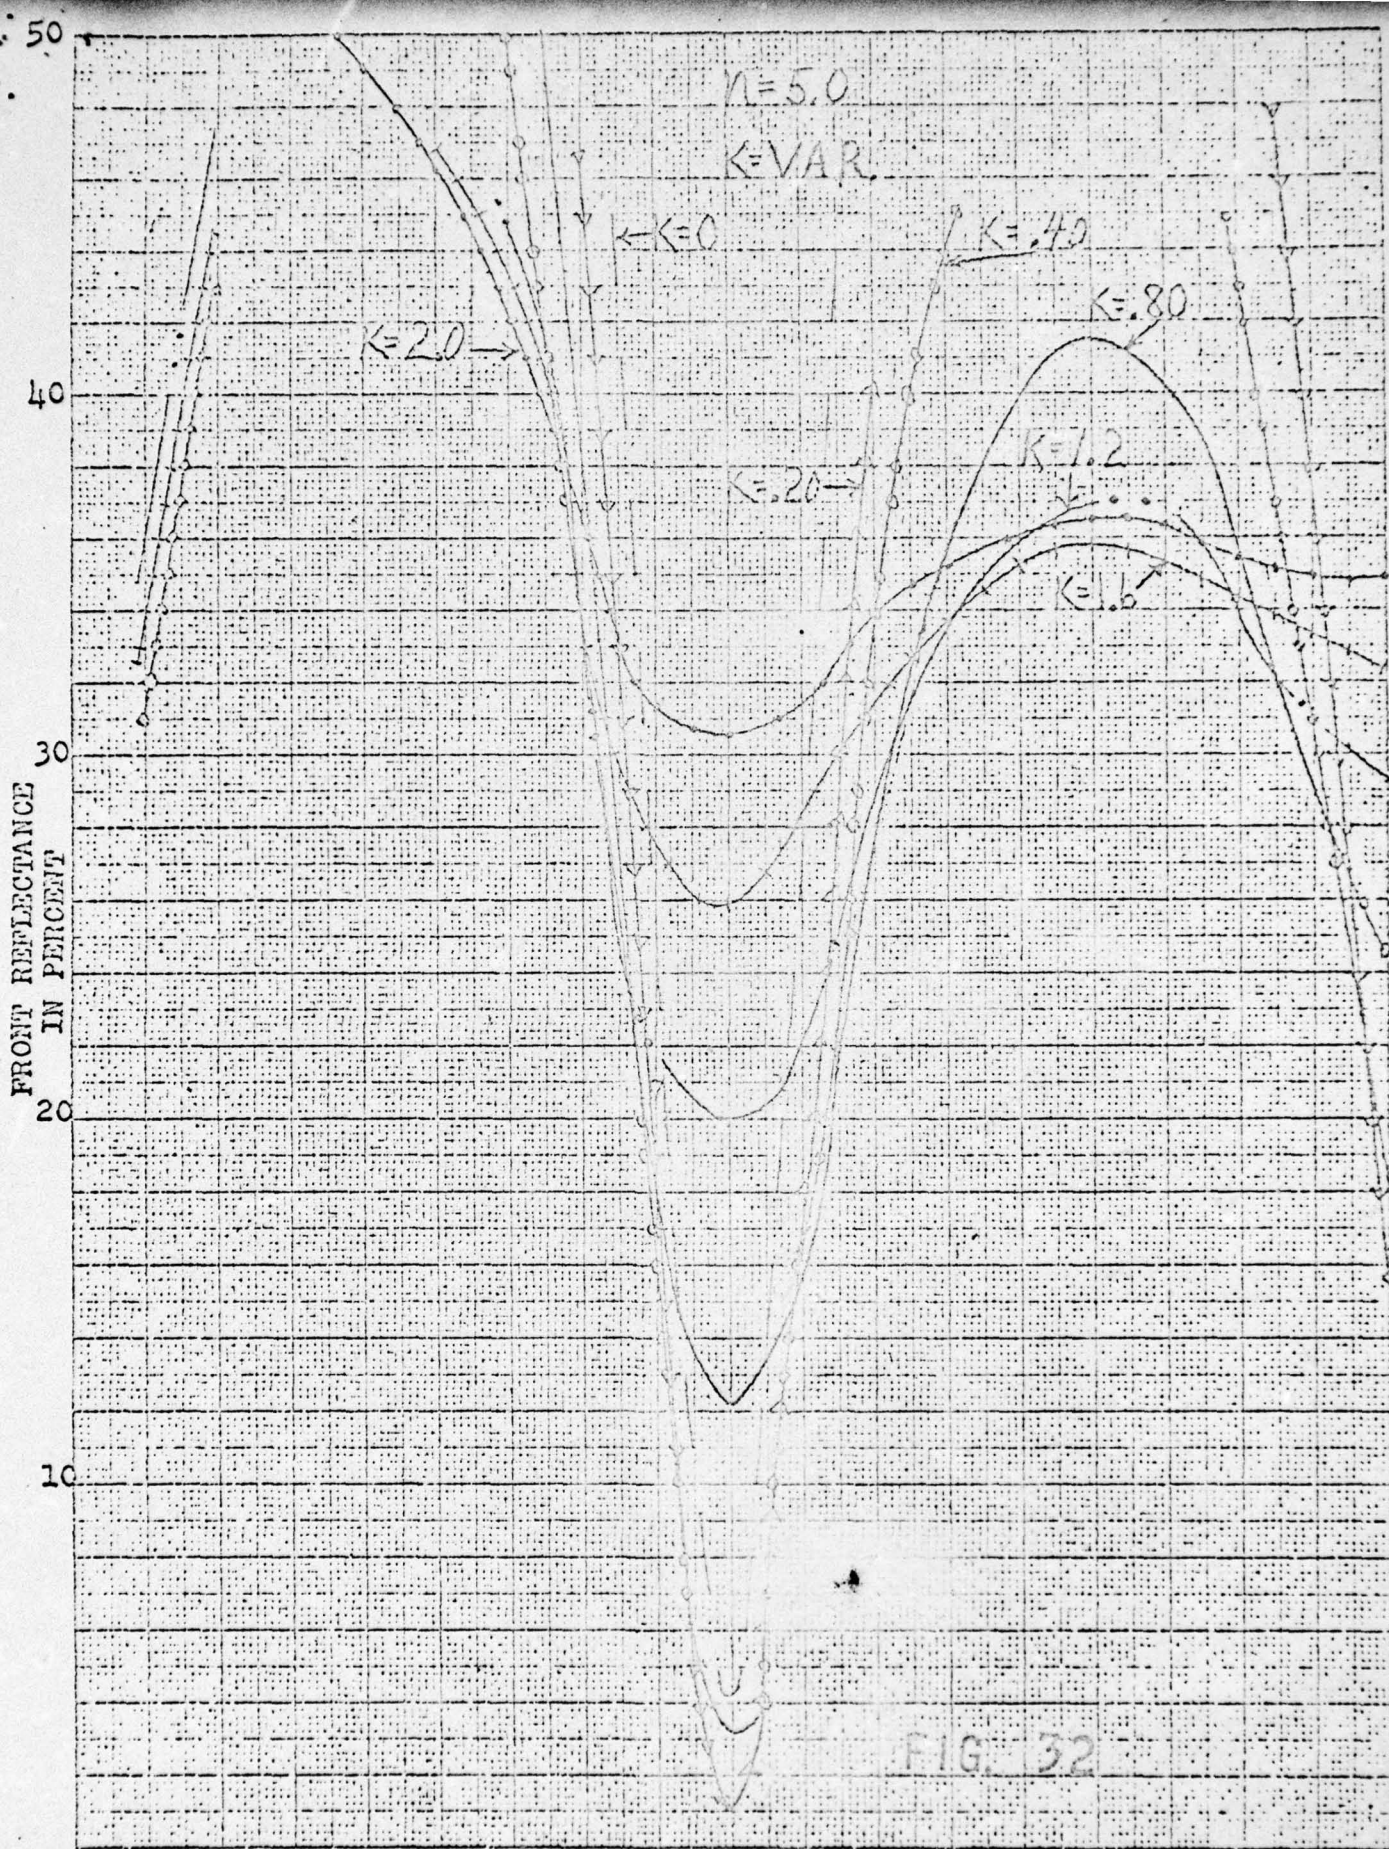 50
n=5.0
K=VAR.
K=0
K=.40
K=.80
K=2.0
40
K=1.2
K=.20
K=1.6
30
FRONT REFLECTANCE
IN PERCENT
20
10
FIG. 32